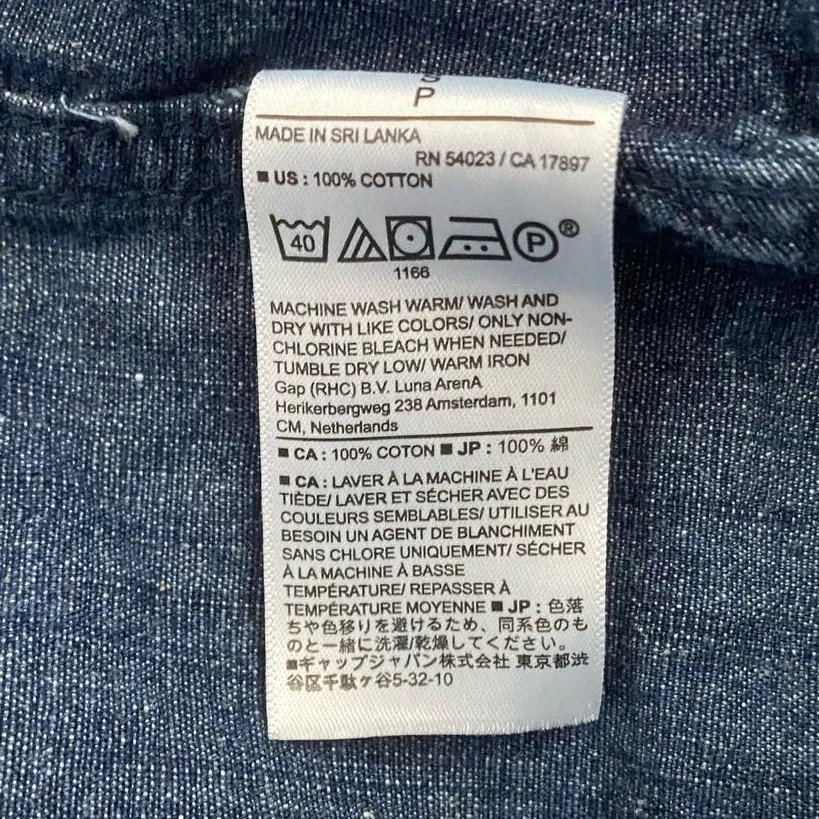 P
MADE IN SRI LANKA
RN 54023 / CA 17897
■ US : 100% COTTON
40 P ®
1166
MACHINE WASH WARM/ WASH AND
DRY WITH LIKE COLORS/ ONLY NON-
CHLORINE BLEACH WHEN NEEDED/
TUMBLE DRY LOW/ WARM IRON
Gap (RHC) B.V. Luna ArenA
Herikerbergweg 238 Amsterdam, 1101
CM, Netherlands
■ CA : 100% COTON ■ JP : 100% 綿
■ CA : LAVER À LA MACHINE À L'EAU
TIÈDE/ LAVER ET SÉCHER AVEC DES
COULEURS SEMBLABLES/ UTILISER AU
BESOIN UN AGENT DE BLANCHIMENT
SANS CHLORE UNIQUEMENT/ SÉCHER
À LA MACHINE À BASSE
TEMPÉRATURE/ REPASSER À
TEMPÉRATURE MOYENNE ■ JP : 色落
ちや色移りを避けるため、同系色のも
のと一緒に洗濯/乾燥してください。
■ギャップジャパン株式会社 東京都渋
谷区千駄ヶ谷5-32-10